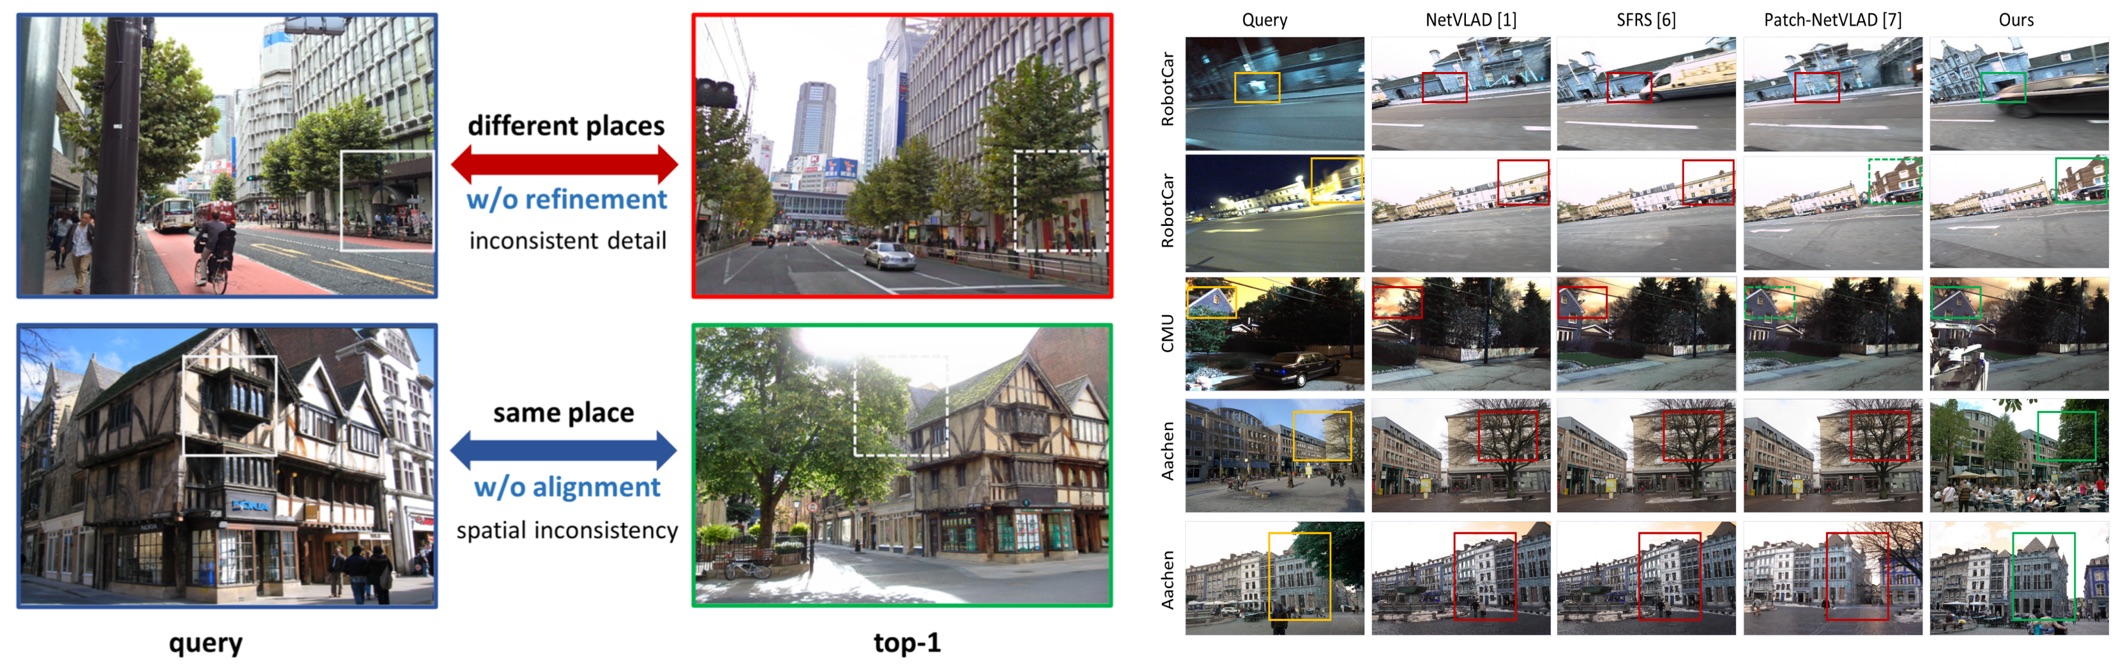 different places
w/o refinement
inconsistent detail
same place
w/o alignment
spatial inconsistency
query
top-1
Query NetVLAD [1] SFRS [6] Patch-NetVLAD [7] Ours
RobotCar
RobotCar
CMU
Aachen
Aachen
NOKIA